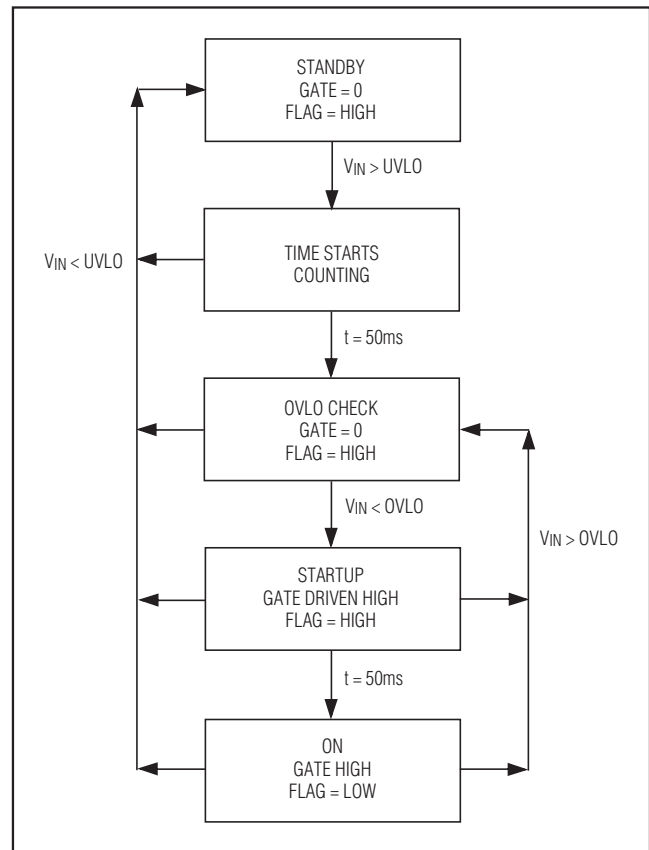 STANDBY
GATE = 0
FLAG = HIGH
VIN > UVLO
TIME STARTS
COUNTING
VIN < UVLO
t = 50ms
OVLO CHECK
GATE = 0
FLAG = HIGH
VIN < OVLO
VIN > OVLO
STARTUP
GATE DRIVEN HIGH
FLAG = HIGH
t = 50ms
ON
GATE HIGH
FLAG = LOW